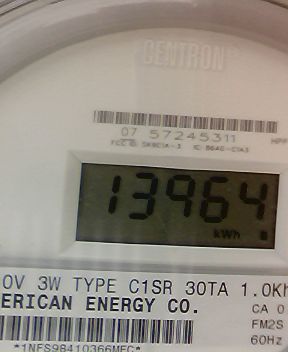 CENTRON
07 57245311
13964
kWh
0V 3W TYPE C1SR 30TA 1.0Kh
ERICAN ENERGY CO.
CA 0
FM2S
60Hz
*1NFS98410366MFC*